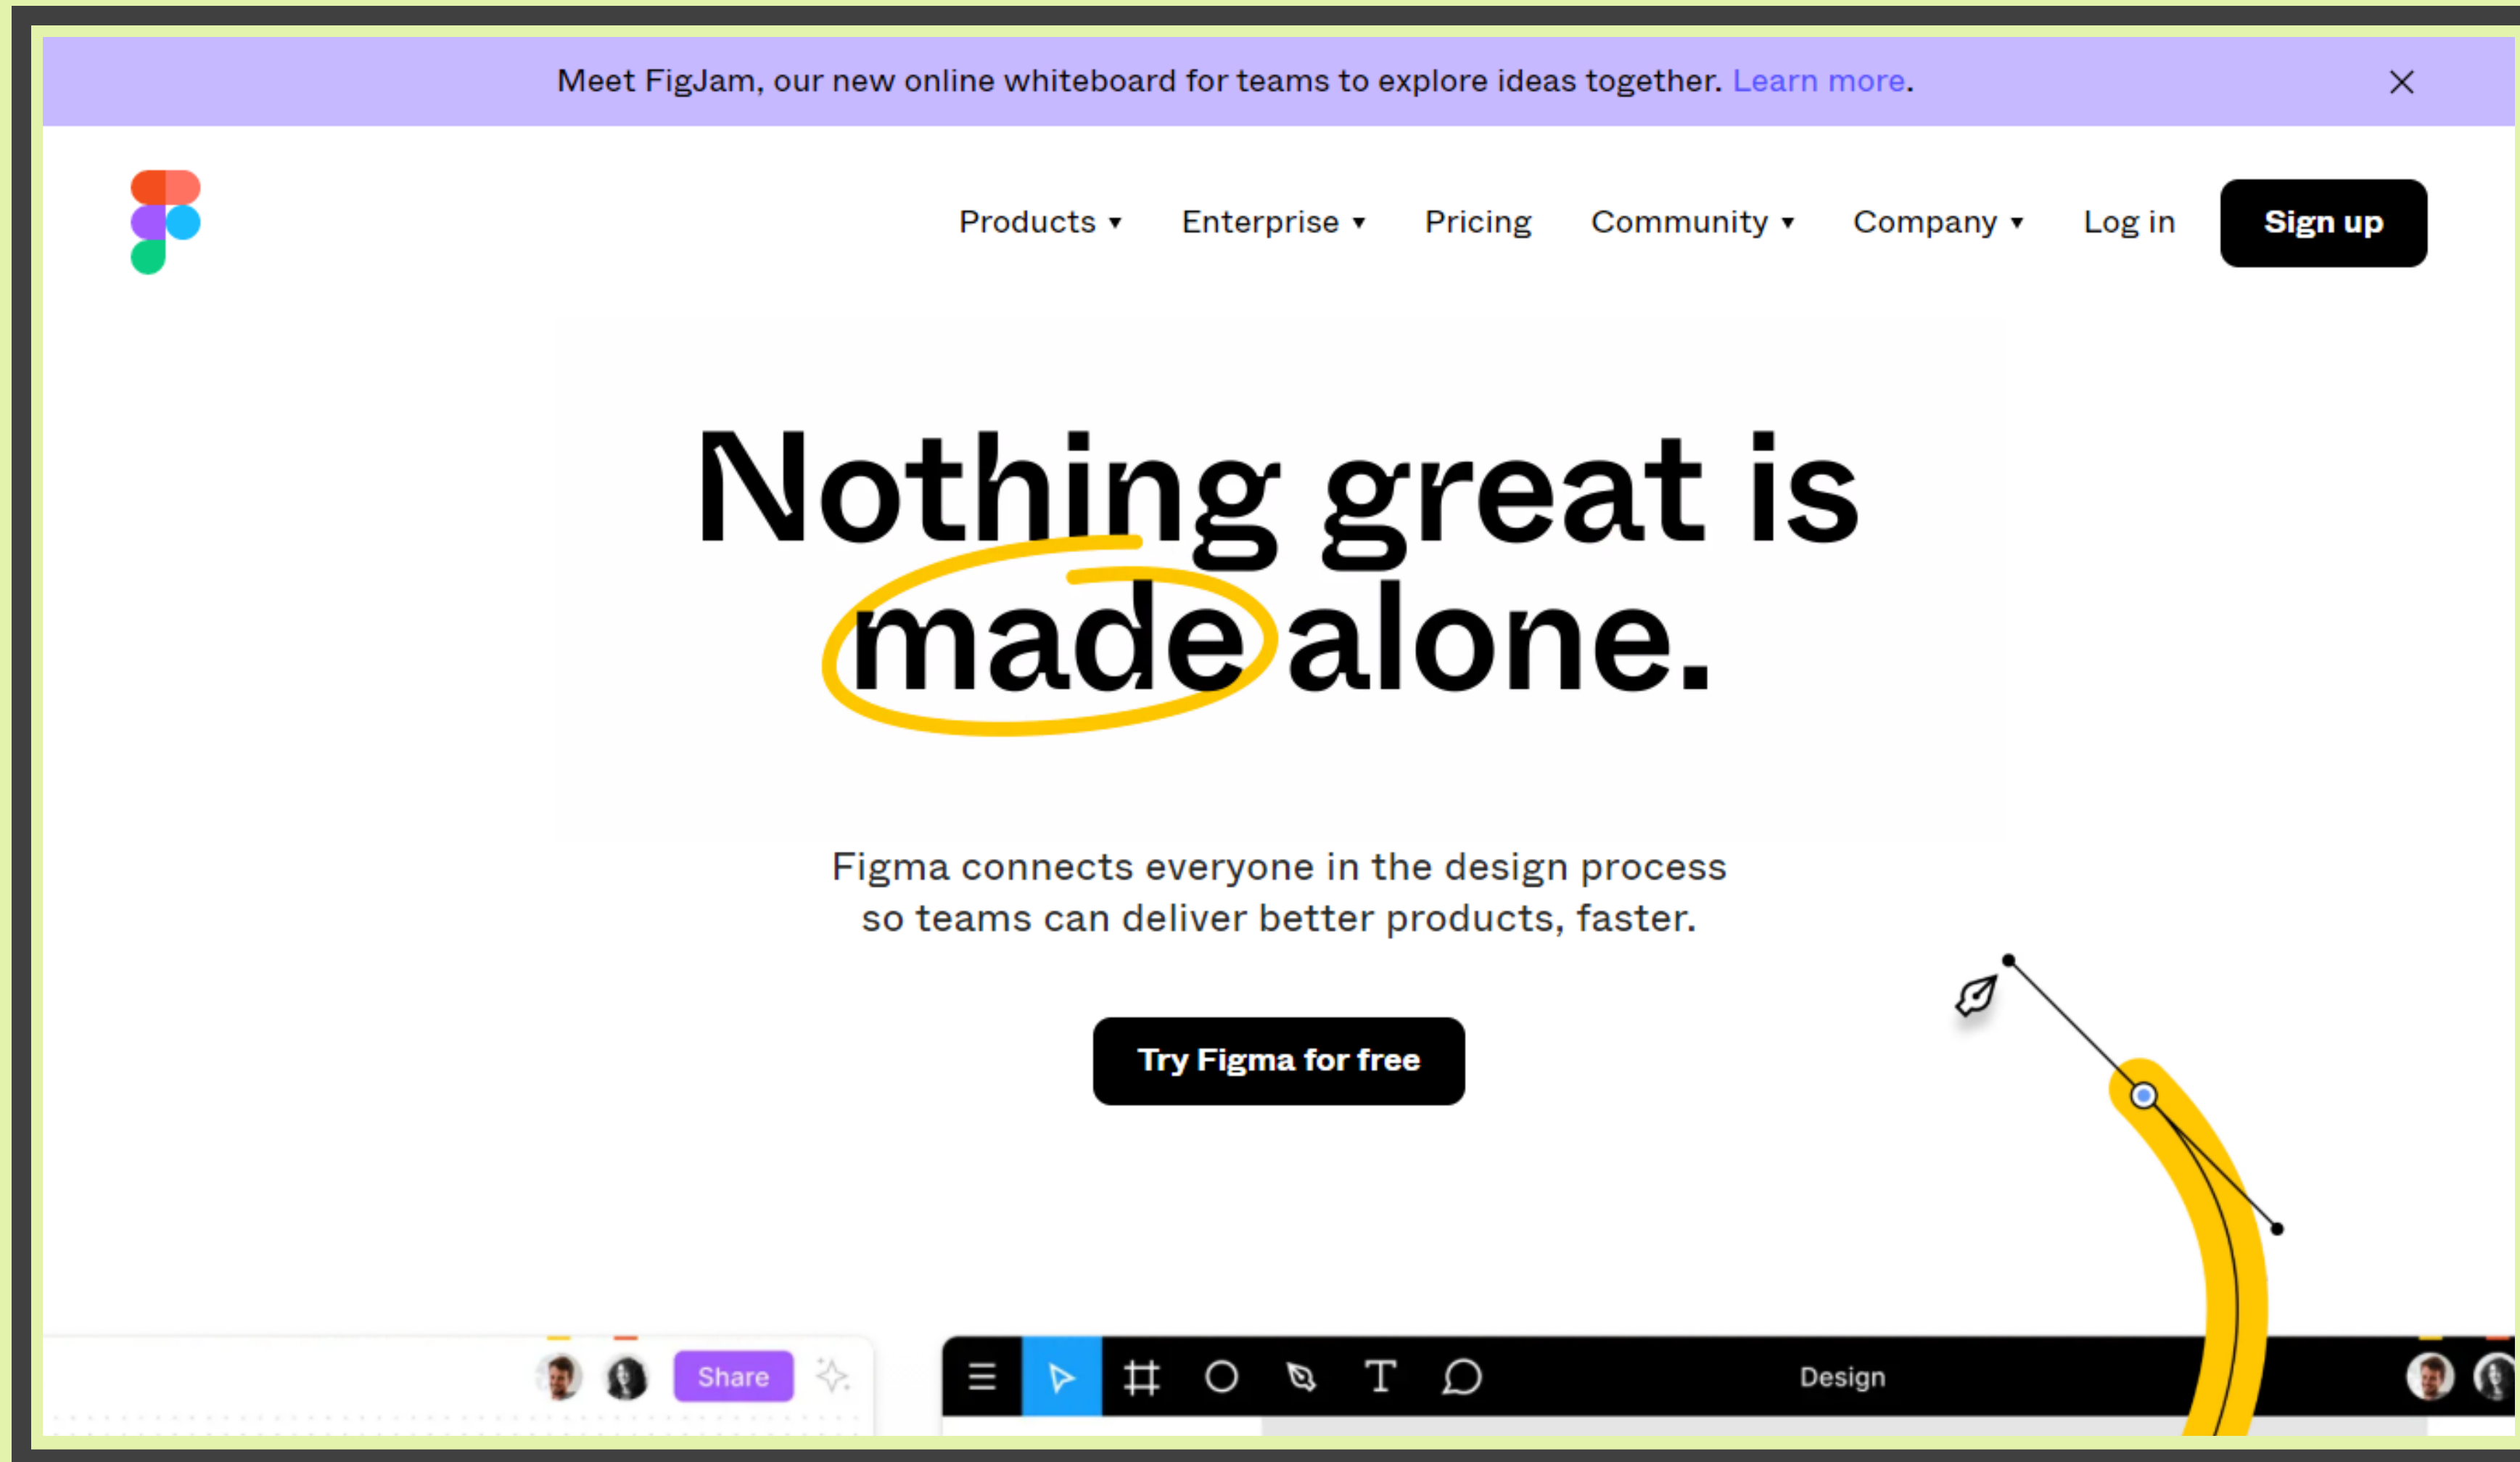 Meet FigJam, our new online whiteboard for teams to explore ideas together. Learn more.
Products Enterprise Pricing Community Company Log in Sign up
Nothing great is
made alone.
Figma connects everyone in the design process
so teams can deliver better products, faster.
Try Figma for free
Share
Design